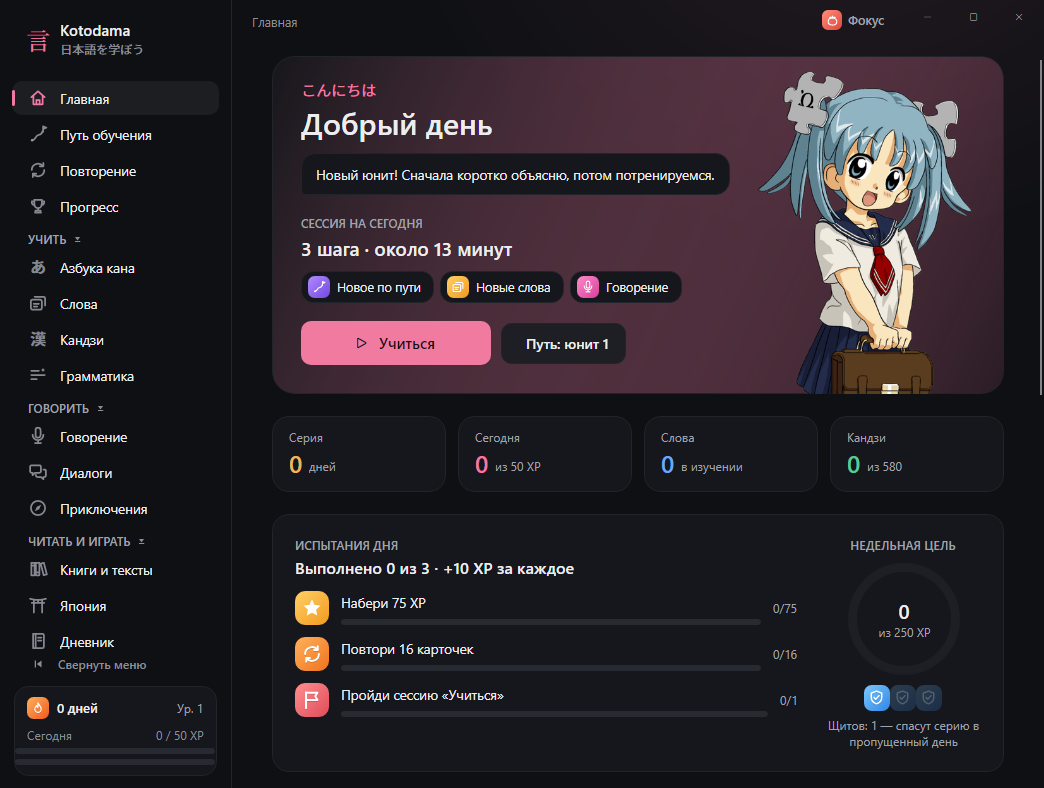 言 Kotodama
日本語を学ぼう
Главная
Путь обучения
Повторение
Прогресс
УЧИТЬ
あ Азбука кана
Слова
漢 Кандзи
Грамматика
ГОВОРИТЬ
Говорение
Диалоги
Приключения
ЧИТАТЬ И ИГРАТЬ
Книги и тексты
Япония
Дневник
Свернуть меню
0 дней Ур. 1
Сегодня 0 / 50 XP
Главная
Фокус
こんにちは
Добрый день
Новый юнит! Сначала коротко объясню, потом потренируемся.
СЕССИЯ НА СЕГОДНЯ
3 шага · около 13 минут
Новое по пути Новые слова Говорение
Учиться Путь: юнит 1
Ω
Серия
0 дней
Сегодня
0 из 50 XP
Слова
0 в изучении
Кандзи
0 из 580
ИСПЫТАНИЯ ДНЯ
Выполнено 0 из 3 · +10 XP за каждое
Набери 75 XP 0/75
Повтори 16 карточек 0/16
Пройди сессию «Учиться» 0/1
НЕДЕЛЬНАЯ ЦЕЛЬ
0
из 250 XP
Щитов: 1 — спасут серию в
пропущенный день